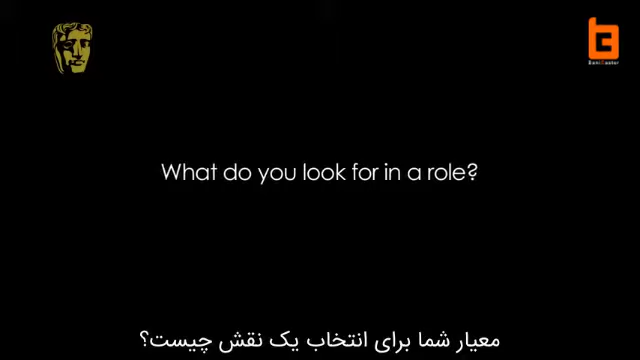 What do you look for in a role?
معیار شما برای انتخاب یک نقش چیست؟